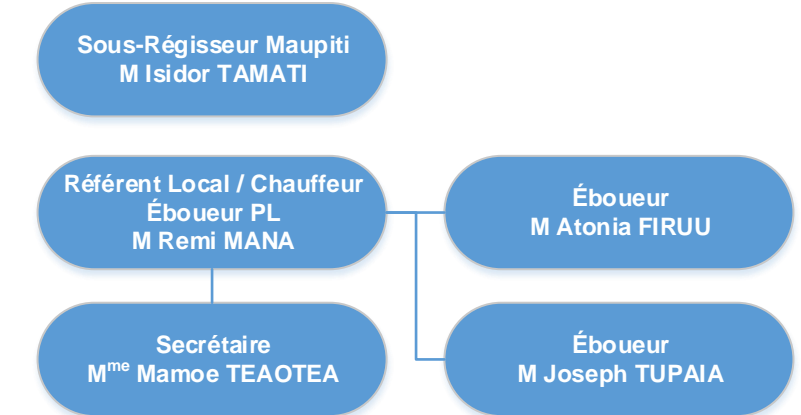 Sous-Régisseur Maupiti
M Isidor TAMATI
Référent Local / Chauffeur
Éboueur PL
M Remi MANA
Éboueur
M Atonia FIRUU
Secrétaire
Mme Mamoe TEAOTEA
Éboueur
M Joseph TUPAIA